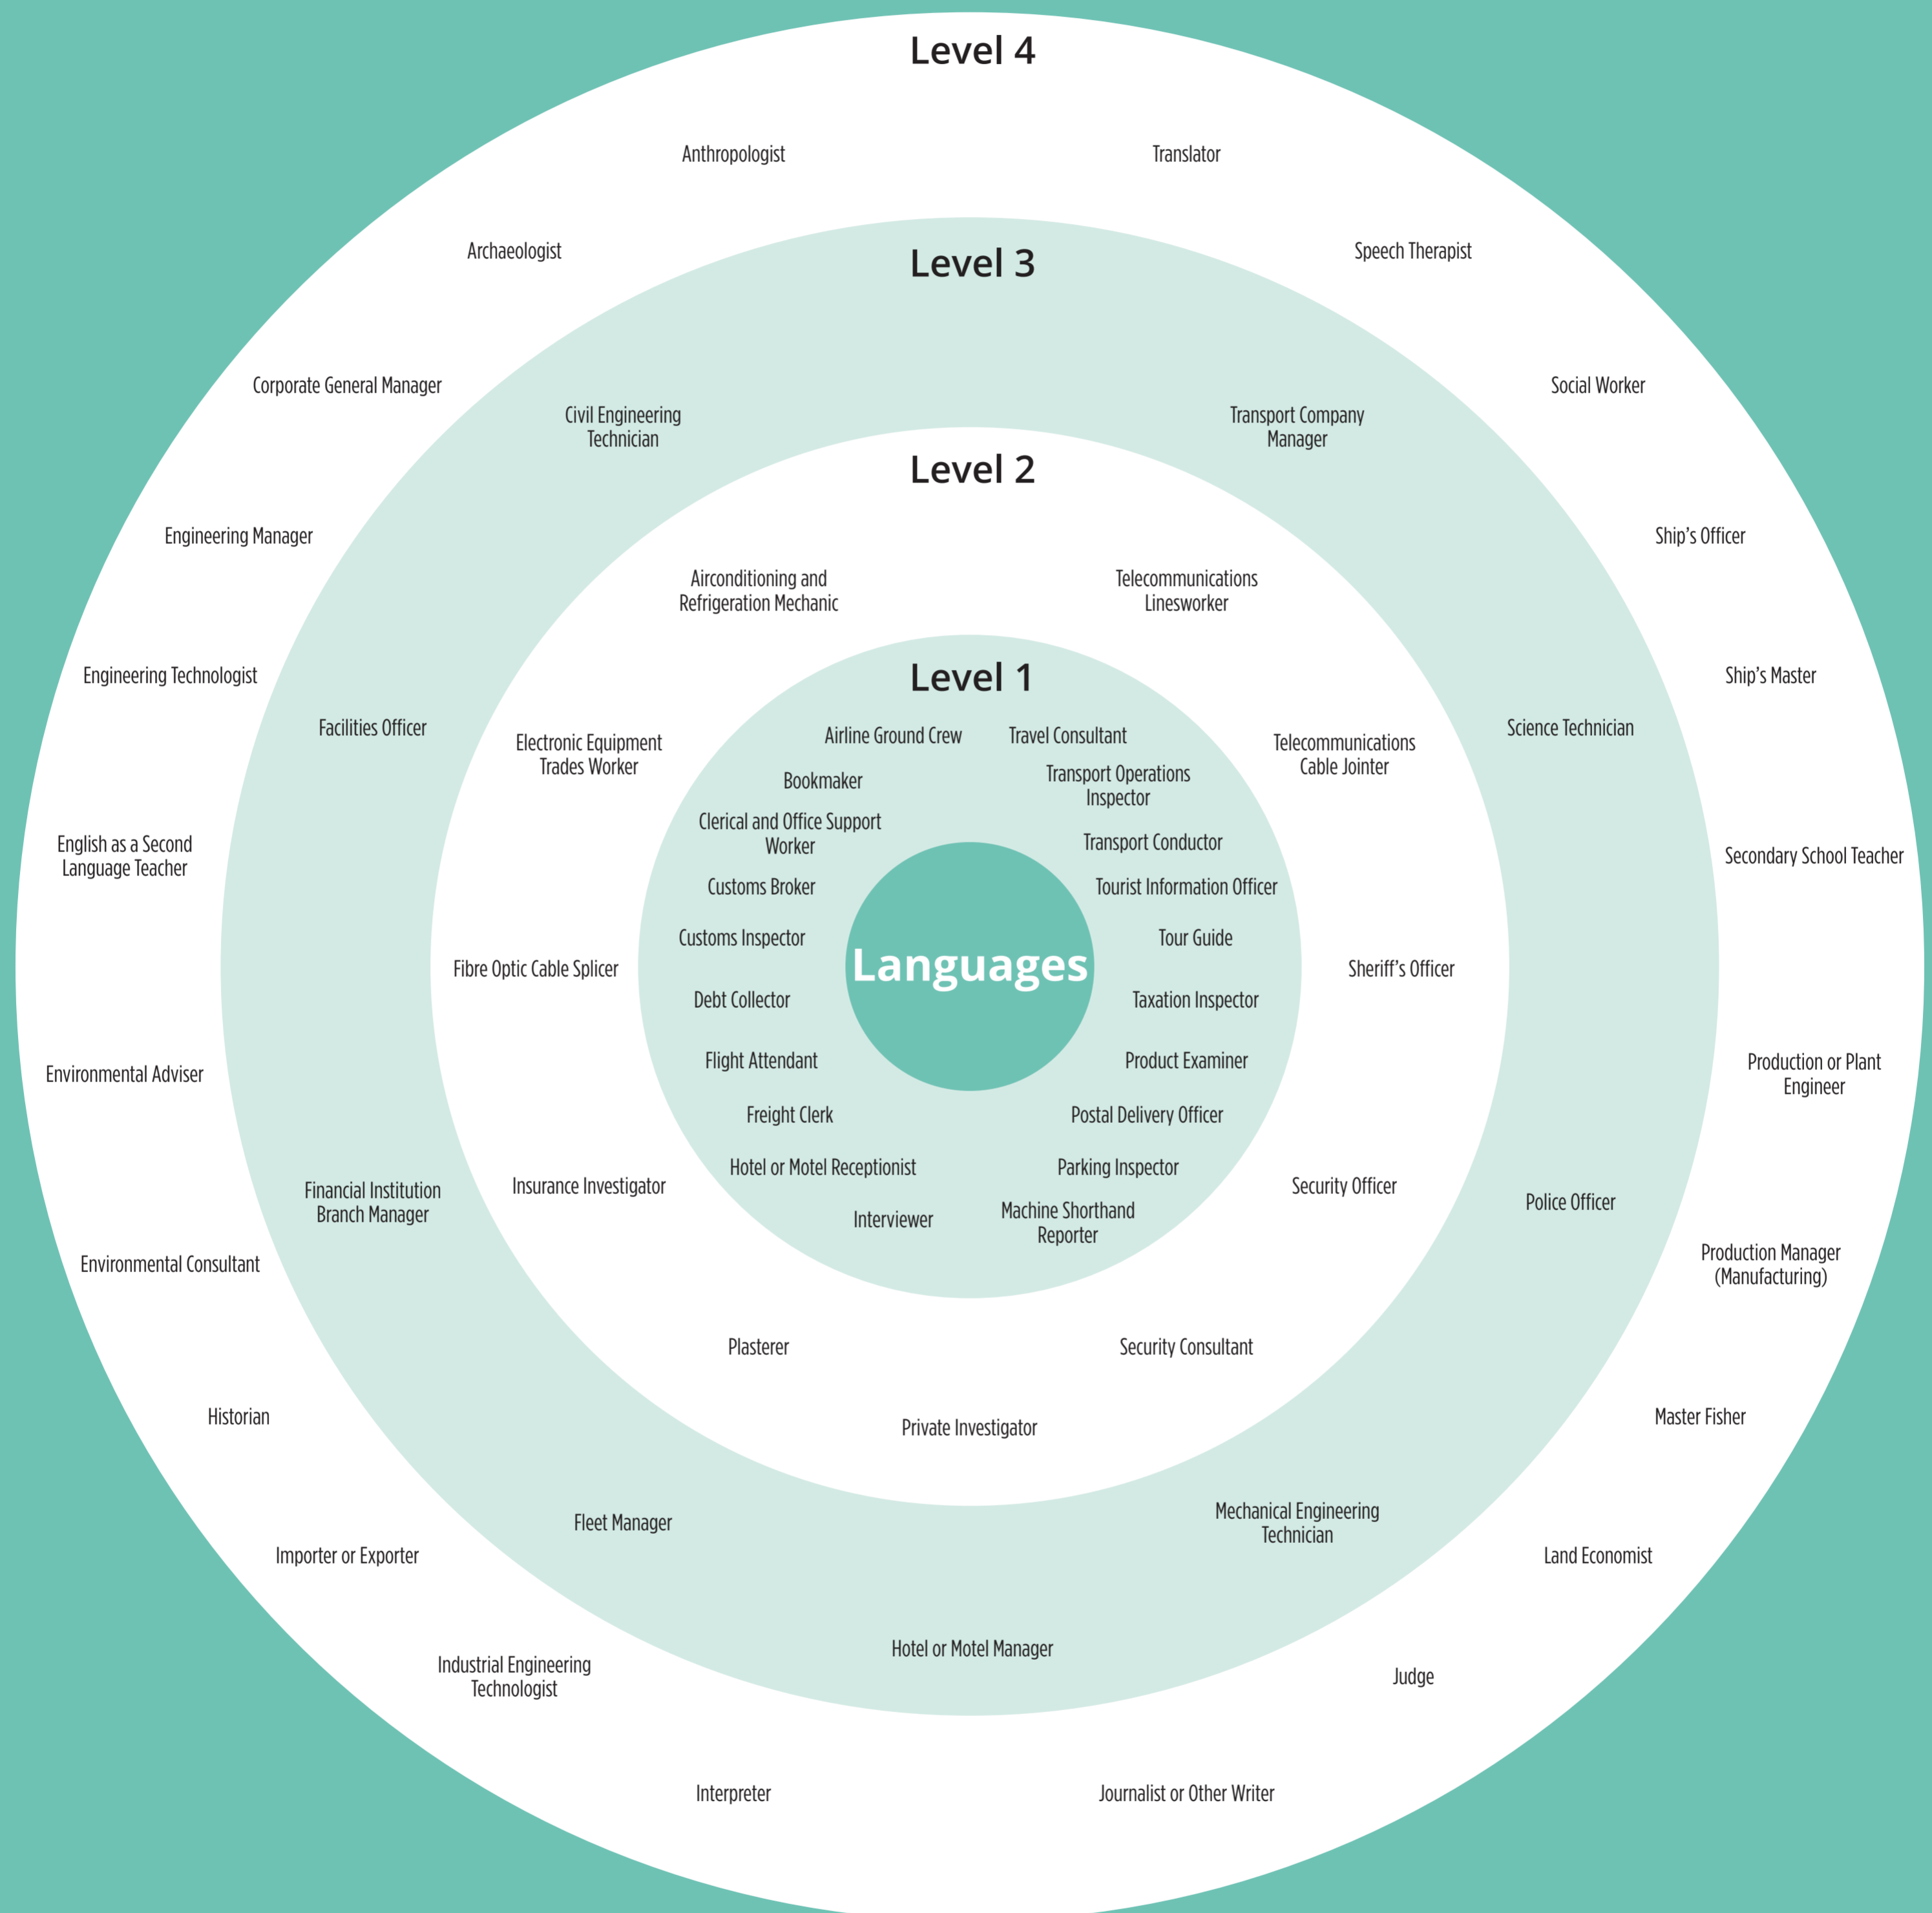 Level 4
Anthropologist
Translator
Archaeologist
Speech Therapist
Corporate General Manager
Social Worker
Engineering Manager
Ship's Officer
Engineering Technologist
Ship's Master
English as a Second
Language Teacher
Secondary School Teacher
Environmental Adviser
Production or Plant
Engineer
Environmental Consultant
Production Manager
(Manufacturing)
Historian
Master Fisher
Importer or Exporter
Land Economist
Industrial Engineering
Technologist
Judge
Interpreter
Journalist or Other Writer
Level 3
Civil Engineering
Technician
Transport Company
Manager
Facilities Officer
Science Technician
Financial Institution
Branch Manager
Police Officer
Fleet Manager
Mechanical Engineering
Technician
Hotel or Motel Manager
Level 2
Airconditioning and
Refrigeration Mechanic
Telecommunications
Linesworker
Electronic Equipment
Trades Worker
Telecommunications
Cable Jointer
Fibre Optic Cable Splicer
Sheriff's Officer
Insurance Investigator
Security Officer
Plasterer
Security Consultant
Private Investigator
Level 1
Airline Ground Crew
Travel Consultant
Bookmaker
Transport Operations
Inspector
Clerical and Office Support
Worker
Transport Conductor
Customs Broker
Tourist Information Officer
Customs Inspector
Tour Guide
Debt Collector
Taxation Inspector
Flight Attendant
Product Examiner
Freight Clerk
Postal Delivery Officer
Hotel or Motel Receptionist
Parking Inspector
Interviewer
Machine Shorthand
Reporter
Languages